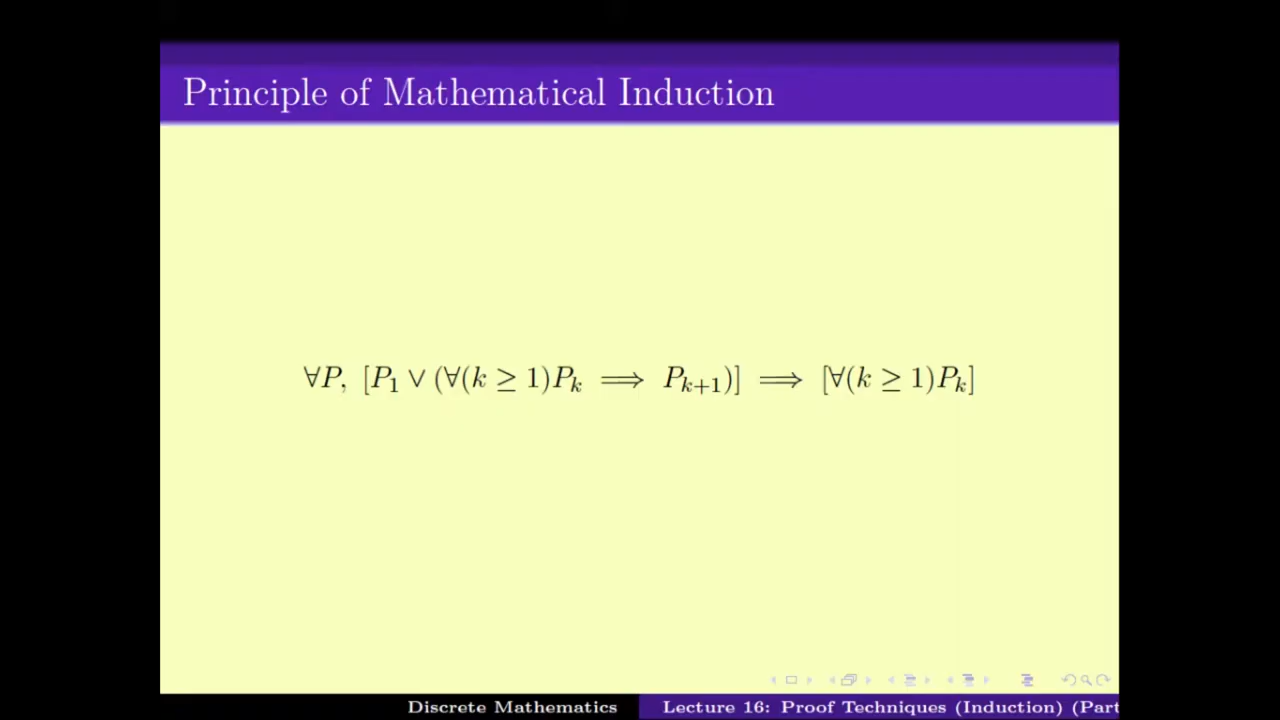 Principle of Mathematical Induction
∀P, [P₁ ∨ (∀(k ≥ 1)Pₖ ⟹ Pₖ₊₁)] ⟹ [∀(k ≥ 1)Pₖ]
Discrete Mathematics Lecture 16: Proof Techniques (Induction) (Part